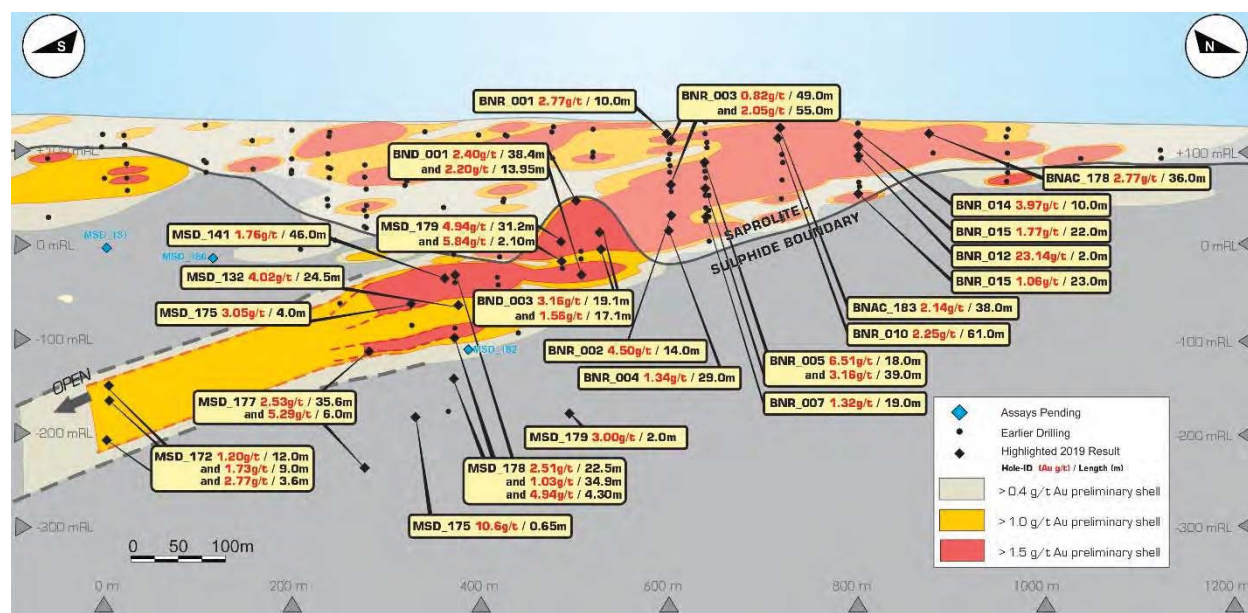 S
N
BNR_001 2.77g/t / 10.0m
BNR_003 0.82g/t / 49.0m
and 2.05g/t / 55.0m
+100 mRL
+100 mRL
BND_001 2.40g/t / 38.4m
and 2.20g/t / 13.95m
BNAC_178 2.77g/t / 36.0m
MSD_181
MSD_141 1.76g/t / 46.0m
MSD_179 4.94g/t / 31.2m
and 5.84g/t / 2.10m
SAPROLITE -
SULPHIDE BOUNDARY
BNR_014 3.97g/t / 10.0m
BNR_015 1.77g/t / 22.0m
BNR_012 23.14g/t / 2.0m
BNR_015 1.06g/t / 23.0m
0 mRL
0 mRL
MSD_132 4.02g/t / 24.5m
MSD_175 3.05g/t / 4.0m
BND_003 3.16g/t / 19.1m
and 1.56g/t / 17.1m
BNAC_183 2.14g/t / 38.0m
BNR_010 2.25g/t / 61.0m
-100 mRL
-100 mRL
MSD_182
BNR_002 4.50g/t / 14.0m
BNR_004 1.34g/t / 29.0m
BNR_005 6.51g/t / 18.0m
and 3.16g/t / 39.0m
BNR_007 1.32g/t / 19.0m
OPEN
MSD_177 2.53g/t / 35.6m
and 5.29g/t / 6.0m
-200 mRL
-200 mRL
MSD_179 3.00g/t / 2.0m
MSD_172 1.20g/t / 12.0m
and 1.73g/t / 9.0m
and 2.77g/t / 3.6m
MSD_178 2.51g/t / 22.5m
and 1.03g/t / 34.9m
and 4.94g/t / 4.30m
MSD_175 10.6g/t / 0.65m
-300 mRL
-300 mRL
Assays Pending
Earlier Drilling
Highlighted 2019 Result
Hole-ID (Au g/t) / Length (m)
> 0.4 g/t Au preliminary shell
> 1.0 g/t Au preliminary shell
> 1.5 g/t Au preliminary shell
0 50 100m
0 m
200 m
400 m
600 m
800 m
1000 m
1200 m